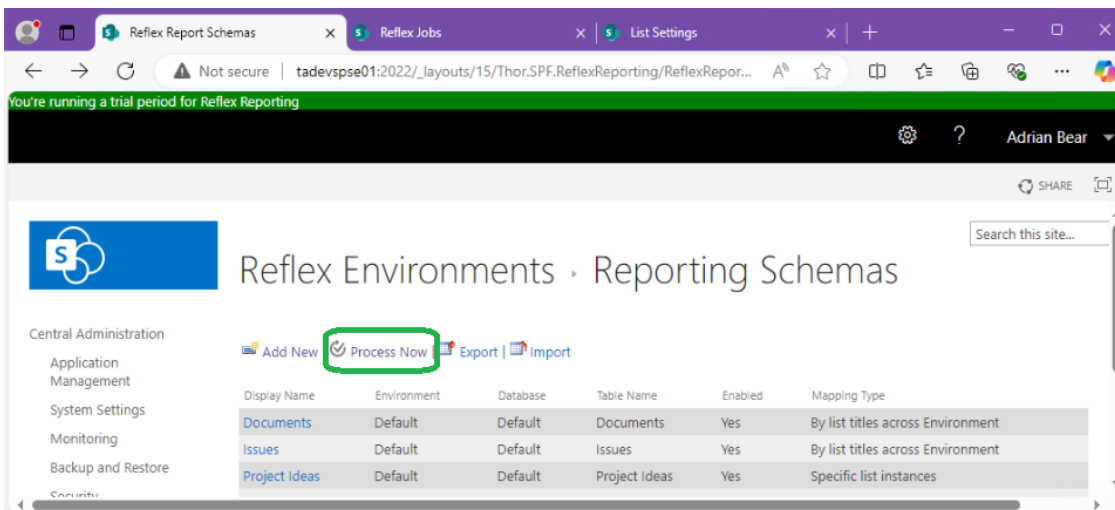 Reflex Report Schemas
Reflex Jobs
List Settings
Not secure
tadevspse01:2022/_layouts/15/Thor.SPF.ReflexReporting/ReflexRepor...
You're running a trial period for Reflex Reporting
Adrian Bear
SHARE
Search this site...
S
Reflex Environments Reporting Schemas
Central Administration
Application Management
System Settings
Monitoring
Backup and Restore
Security
Add New | Process Now | Export | Import
Display Name Environment Database Table Name Enabled Mapping Type
Documents Default Default Documents Yes By list titles across Environment
Issues Default Default Issues Yes By list titles across Environment
Project Ideas Default Default Project Ideas Yes Specific list instances